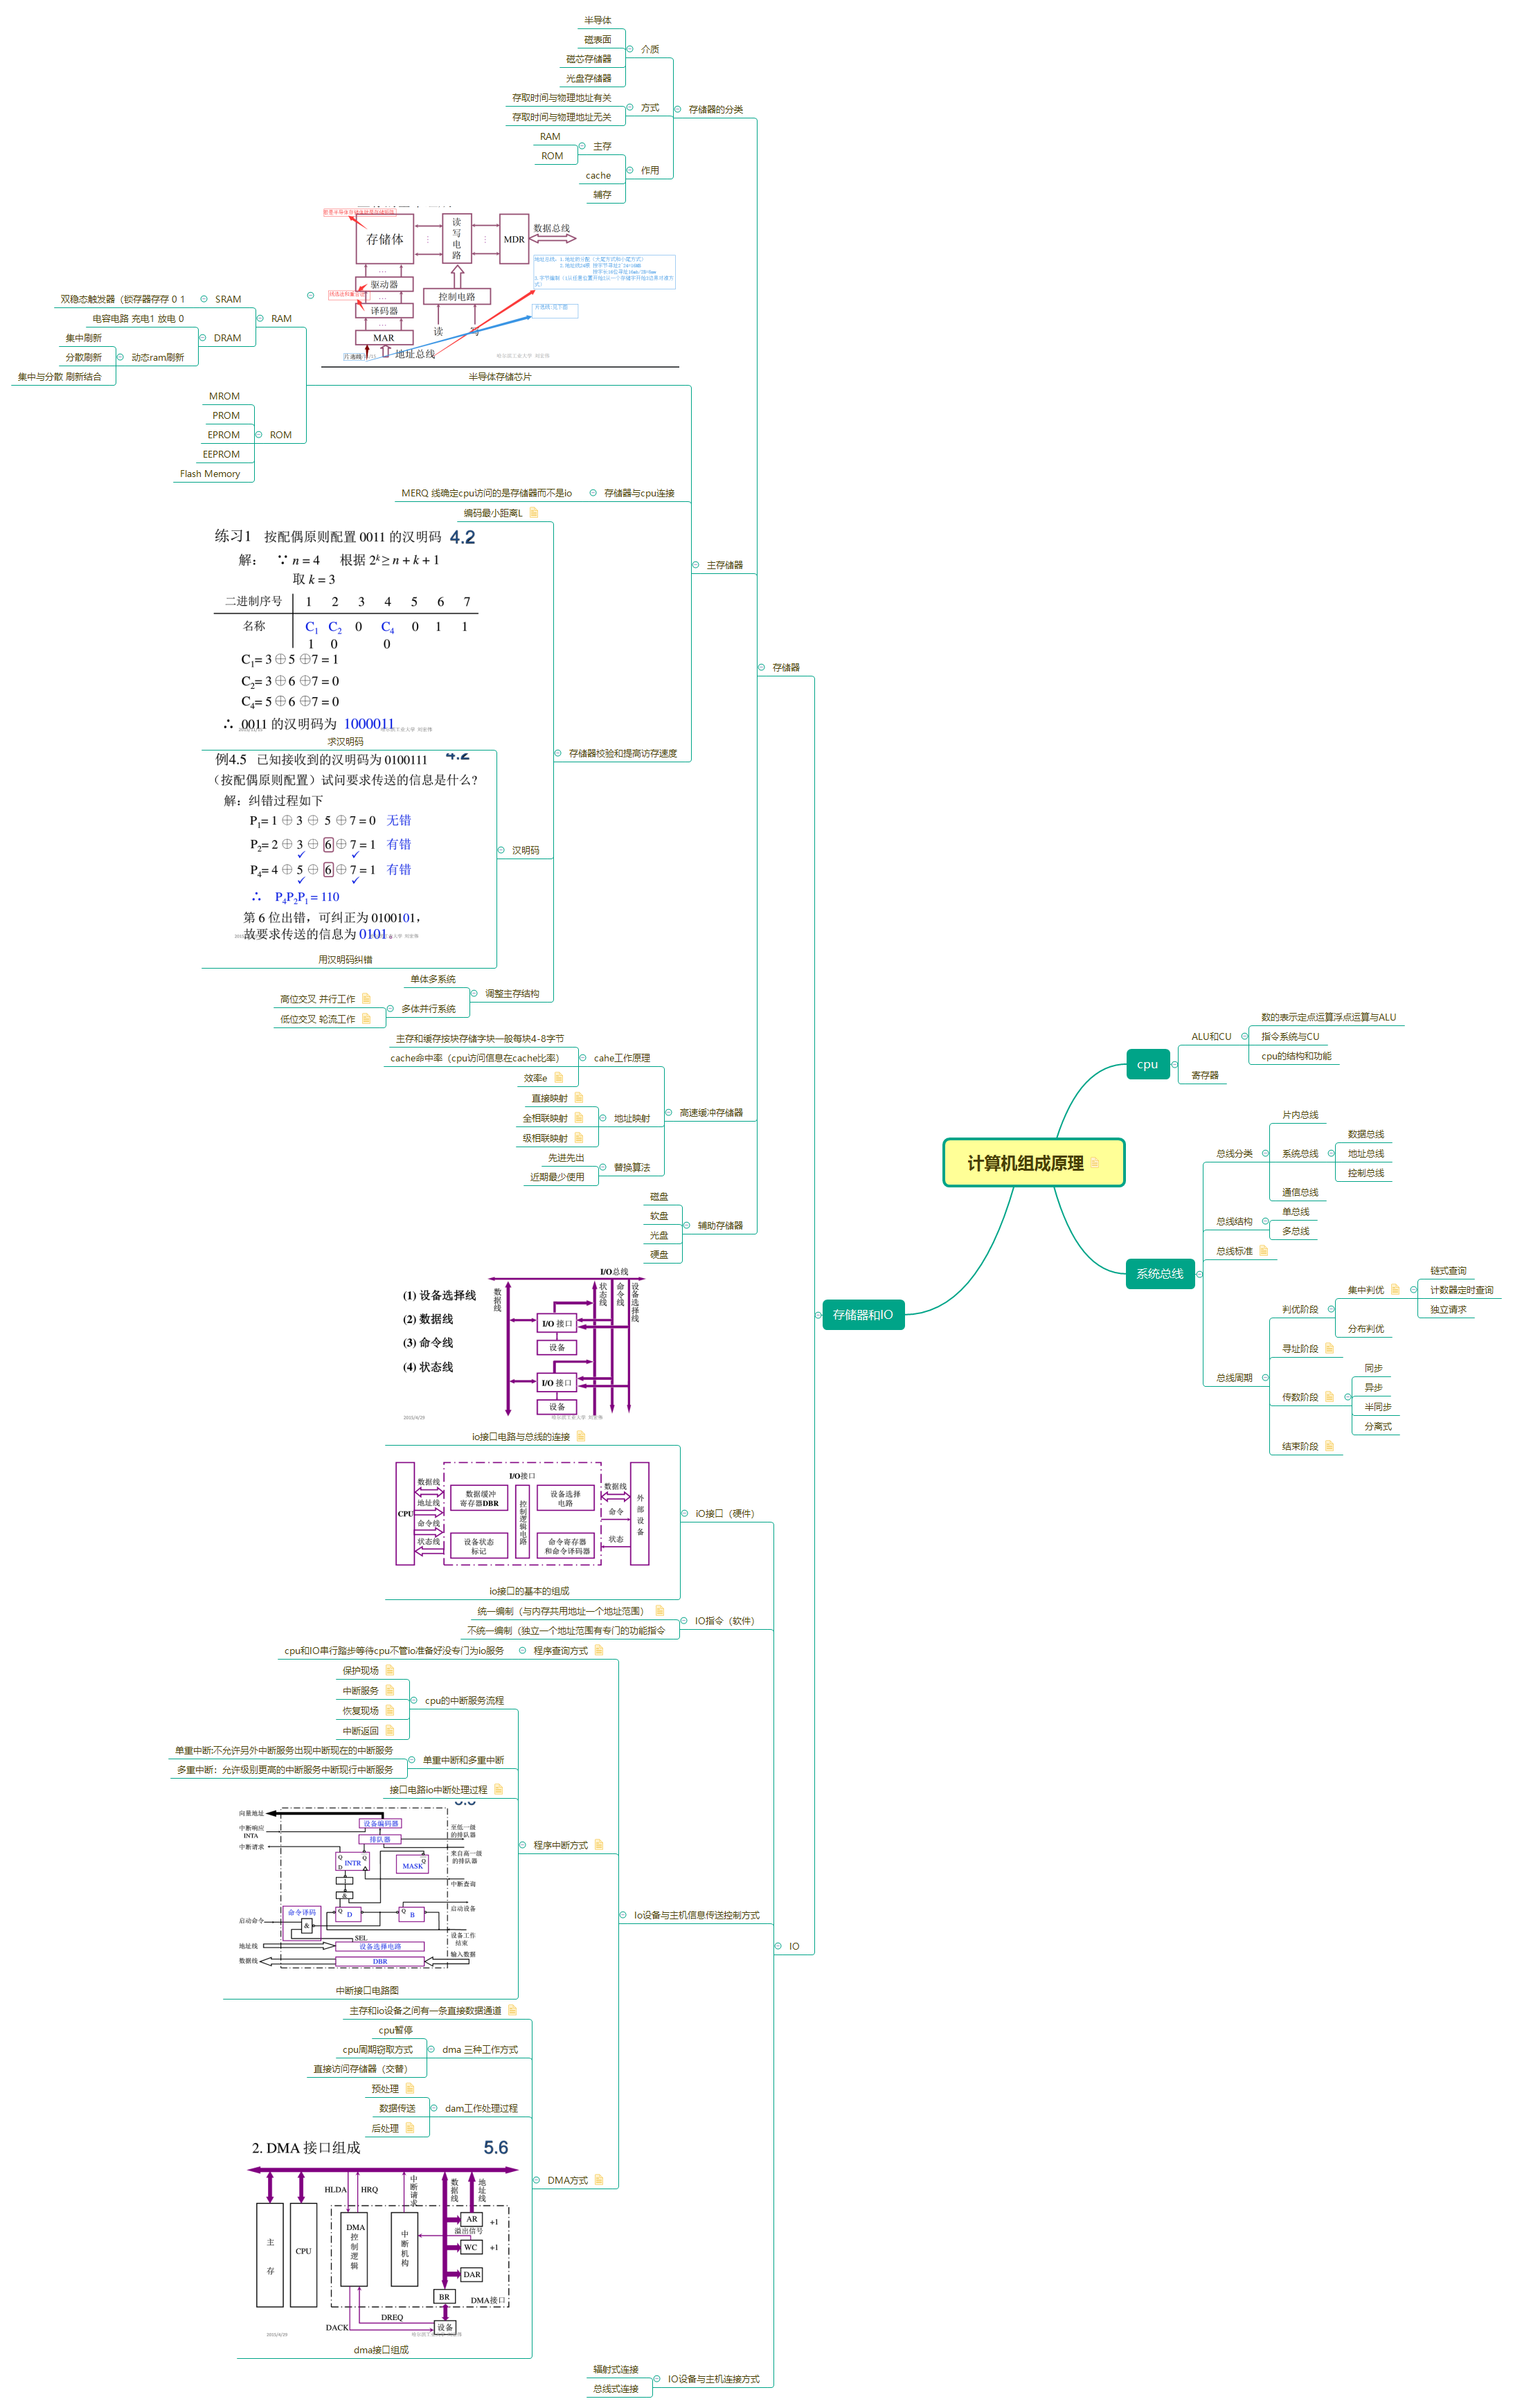 计算机组成原理
cpu
ALU和CU
数的表示定点运算浮点运算与ALU
指令系统与CU
cpu的结构和功能
寄存器
系统总线
总线分类
片内总线
系统总线
数据总线
地址总线
控制总线
通信总线
总线结构
单总线
多总线
总线标准
总线周期
判优阶段
集中判优
链式查询
计数器定时查询
独立请求
分布判优
寻址阶段
传数阶段
同步
异步
半同步
分离式
结束阶段
存储器和IO
存储器
存储器的分类
介质
半导体
磁表面
磁芯存储器
光盘存储器
方式
存取时间与物理地址有关
存取时间与物理地址无关
作用
主存
RAM
ROM
cache
辅存
主存储器
存储体
读写电路
MDR
数据总线
驱动器
译码器
控制电路
MAR
地址总线
读
写
哈尔滨工业大学 刘宏伟
半导体存储芯片
RAM
SRAM
双稳态触发器（锁存器存存 0 1
DRAM
电容电路 充电1 放电 0
动态ram刷新
集中刷新
分散刷新
集中与分散 刷新结合
ROM
MROM
PROM
EPROM
EEPROM
Flash Memory
存储器与cpu连接
MERQ 线确定cpu访问的是存储器而不是io
存储器校验和提高访存速度
编码最小距离L
汉明码
练习1 按配偶原则配置 0011 的汉明码 4.2
解： ∵ n = 4 根据 2ᵏ ≥ n + k + 1
取 k = 3
二进制序号 1 2 3 4 5 6 7
名称 C₁ C₂ 0 C₄ 0 1 1
1 0 0
C₁= 3 ⊕ 5 ⊕ 7 = 1
C₂= 3 ⊕ 6 ⊕ 7 = 0
C₄= 5 ⊕ 6 ⊕ 7 = 0
∴ 0011 的汉明码为 1000011
哈尔滨工业大学 刘宏伟
求汉明码
例4.5 已知接收到的汉明码为 0100111 4.2
（按配偶原则配置）试问要求传送的信息是什么?
解：纠错过程如下
P₁= 1 ⊕ 3 ⊕ 5 ⊕ 7 = 0 无错
P₂= 2 ⊕ 3 ⊕ 6 ⊕ 7 = 1 有错
✓ ✓
P₄= 4 ⊕ 5 ⊕ 6 ⊕ 7 = 1 有错
✓ ✓
∴ P₄P₂P₁ = 110
第 6 位出错，可纠正为 0100101，
故要求传送的信息为 0101。
用汉明码纠错
调整主存结构
单体多系统
多体并行系统
高位交叉 并行工作
低位交叉 轮流工作
高速缓冲存储器
cahe工作原理
主存和缓存按块存储字块一般每块4-8字节
cache命中率（cpu访问信息在cache比率）
效率e
地址映射
直接映射
全相联映射
级相联映射
替换算法
先进先出
近期最少使用
辅助存储器
磁盘
软盘
光盘
硬盘
IO
iO接口（硬件）
I/O总线
(1) 设备选择线
(2) 数据线
(3) 命令线
(4) 状态线
数据线
状态线
命令线
设备选择线
I/O 接口
设备
I/O 接口
设备
哈尔滨工业大学 刘宏伟
io接口电路与总线的连接
I/O接口
CPU
数据线
地址线
命令线
状态线
数据缓冲
寄存器DBR
控制逻辑电路
设备选择
电路
设备状态
标记
命令寄存器
和命令译码器
数据线
命令
状态
外部设备
io接口的基本的组成
IO指令（软件）
统一编制（与内存共用地址一个地址范围）
不统一编制（独立一个地址范围有专门的功能指令
Io设备与主机信息传送控制方式
程序查询方式
cpu和IO串行踏步等待cpu不管io准备好没专门为io服务
程序中断方式
cpu的中断服务流程
保护现场
中断服务
恢复现场
中断返回
单重中断和多重中断
单重中断:不允许另外中断服务出现中断现在的中断服务
多重中断：允许级别更高的中断服务中断现行中断服务
接口电路io中断处理过程
向量地址
中断响应
INTA
中断请求
设备编码器
排队器
至低一级
的排队器
来自高一级
的排队器
INTR
MASK
Q
Q
D
Q
中断查询
&
命令译码
启动命令
&
Q
D
Q
B
启动设备
SEL
设备工作
结束
地址线
设备选择电路
数据线
DBR
输入数据
中断接口电路图
DMA方式
主存和io设备之间有一条直接数据通道
dma 三种工作方式
cpu暂停
cpu周期窃取方式
直接访问存储器（交替）
dam工作处理过程
预处理
数据传送
后处理
2. DMA 接口组成 5.6
HLDA
HRQ
中断请求
数据线
地址线
主存
CPU
DMA控制逻辑
中断机构
AR
+1
溢出信号
WC
+1
DAR
BR
DMA接口
DREQ
DACK
设备
dma接口组成
IO设备与主机连接方式
辐射式连接
总线式连接